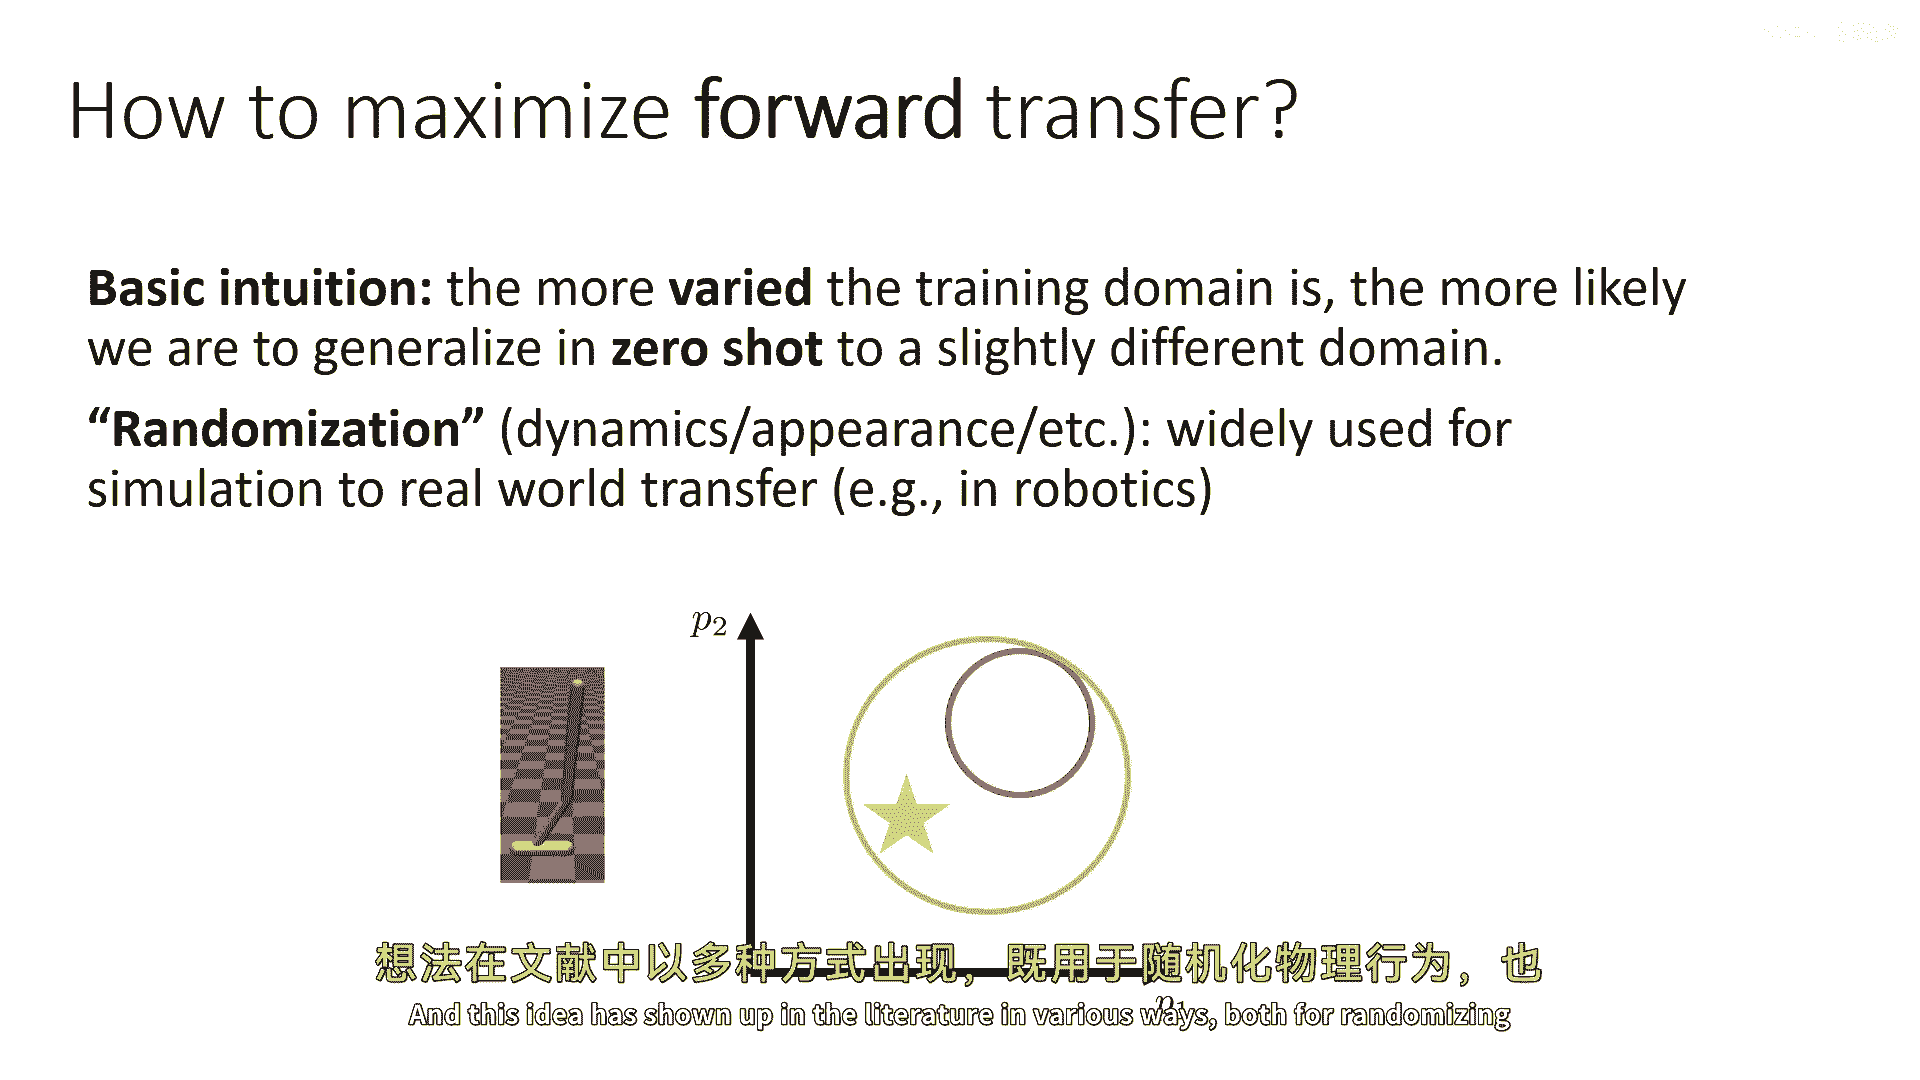 How to maximize forward transfer?
Basic intuition: the more varied the training domain is, the more likely
we are to generalize in zero shot to a slightly different domain.
“Randomization” (dynamics/appearance/etc.): widely used for
simulation to real world transfer (e.g., in robotics)
p₂
想法在文献中以多种方式出现，既用于随机化物理行为，也
p₁
And this idea has shown up in the literature in various ways, both for randomizing